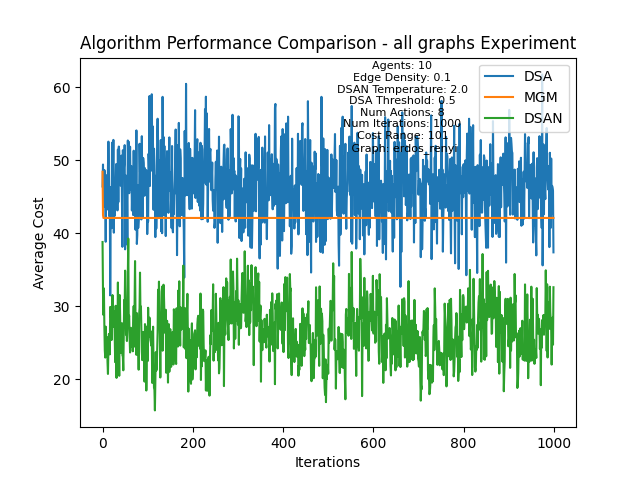 Algorithm Performance Comparison - all graphs Experiment
Agents: 10
Edge Density: 0.1
DSAN Temperature: 2.0
DSA Threshold: 0.5
Num Actions: 8
Num Iterations: 1000
Cost Range: 101
Graph: erdos_renyi
DSA
MGM
DSAN
Average Cost
60
50
40
30
20
0
200
400
600
800
1000
Iterations